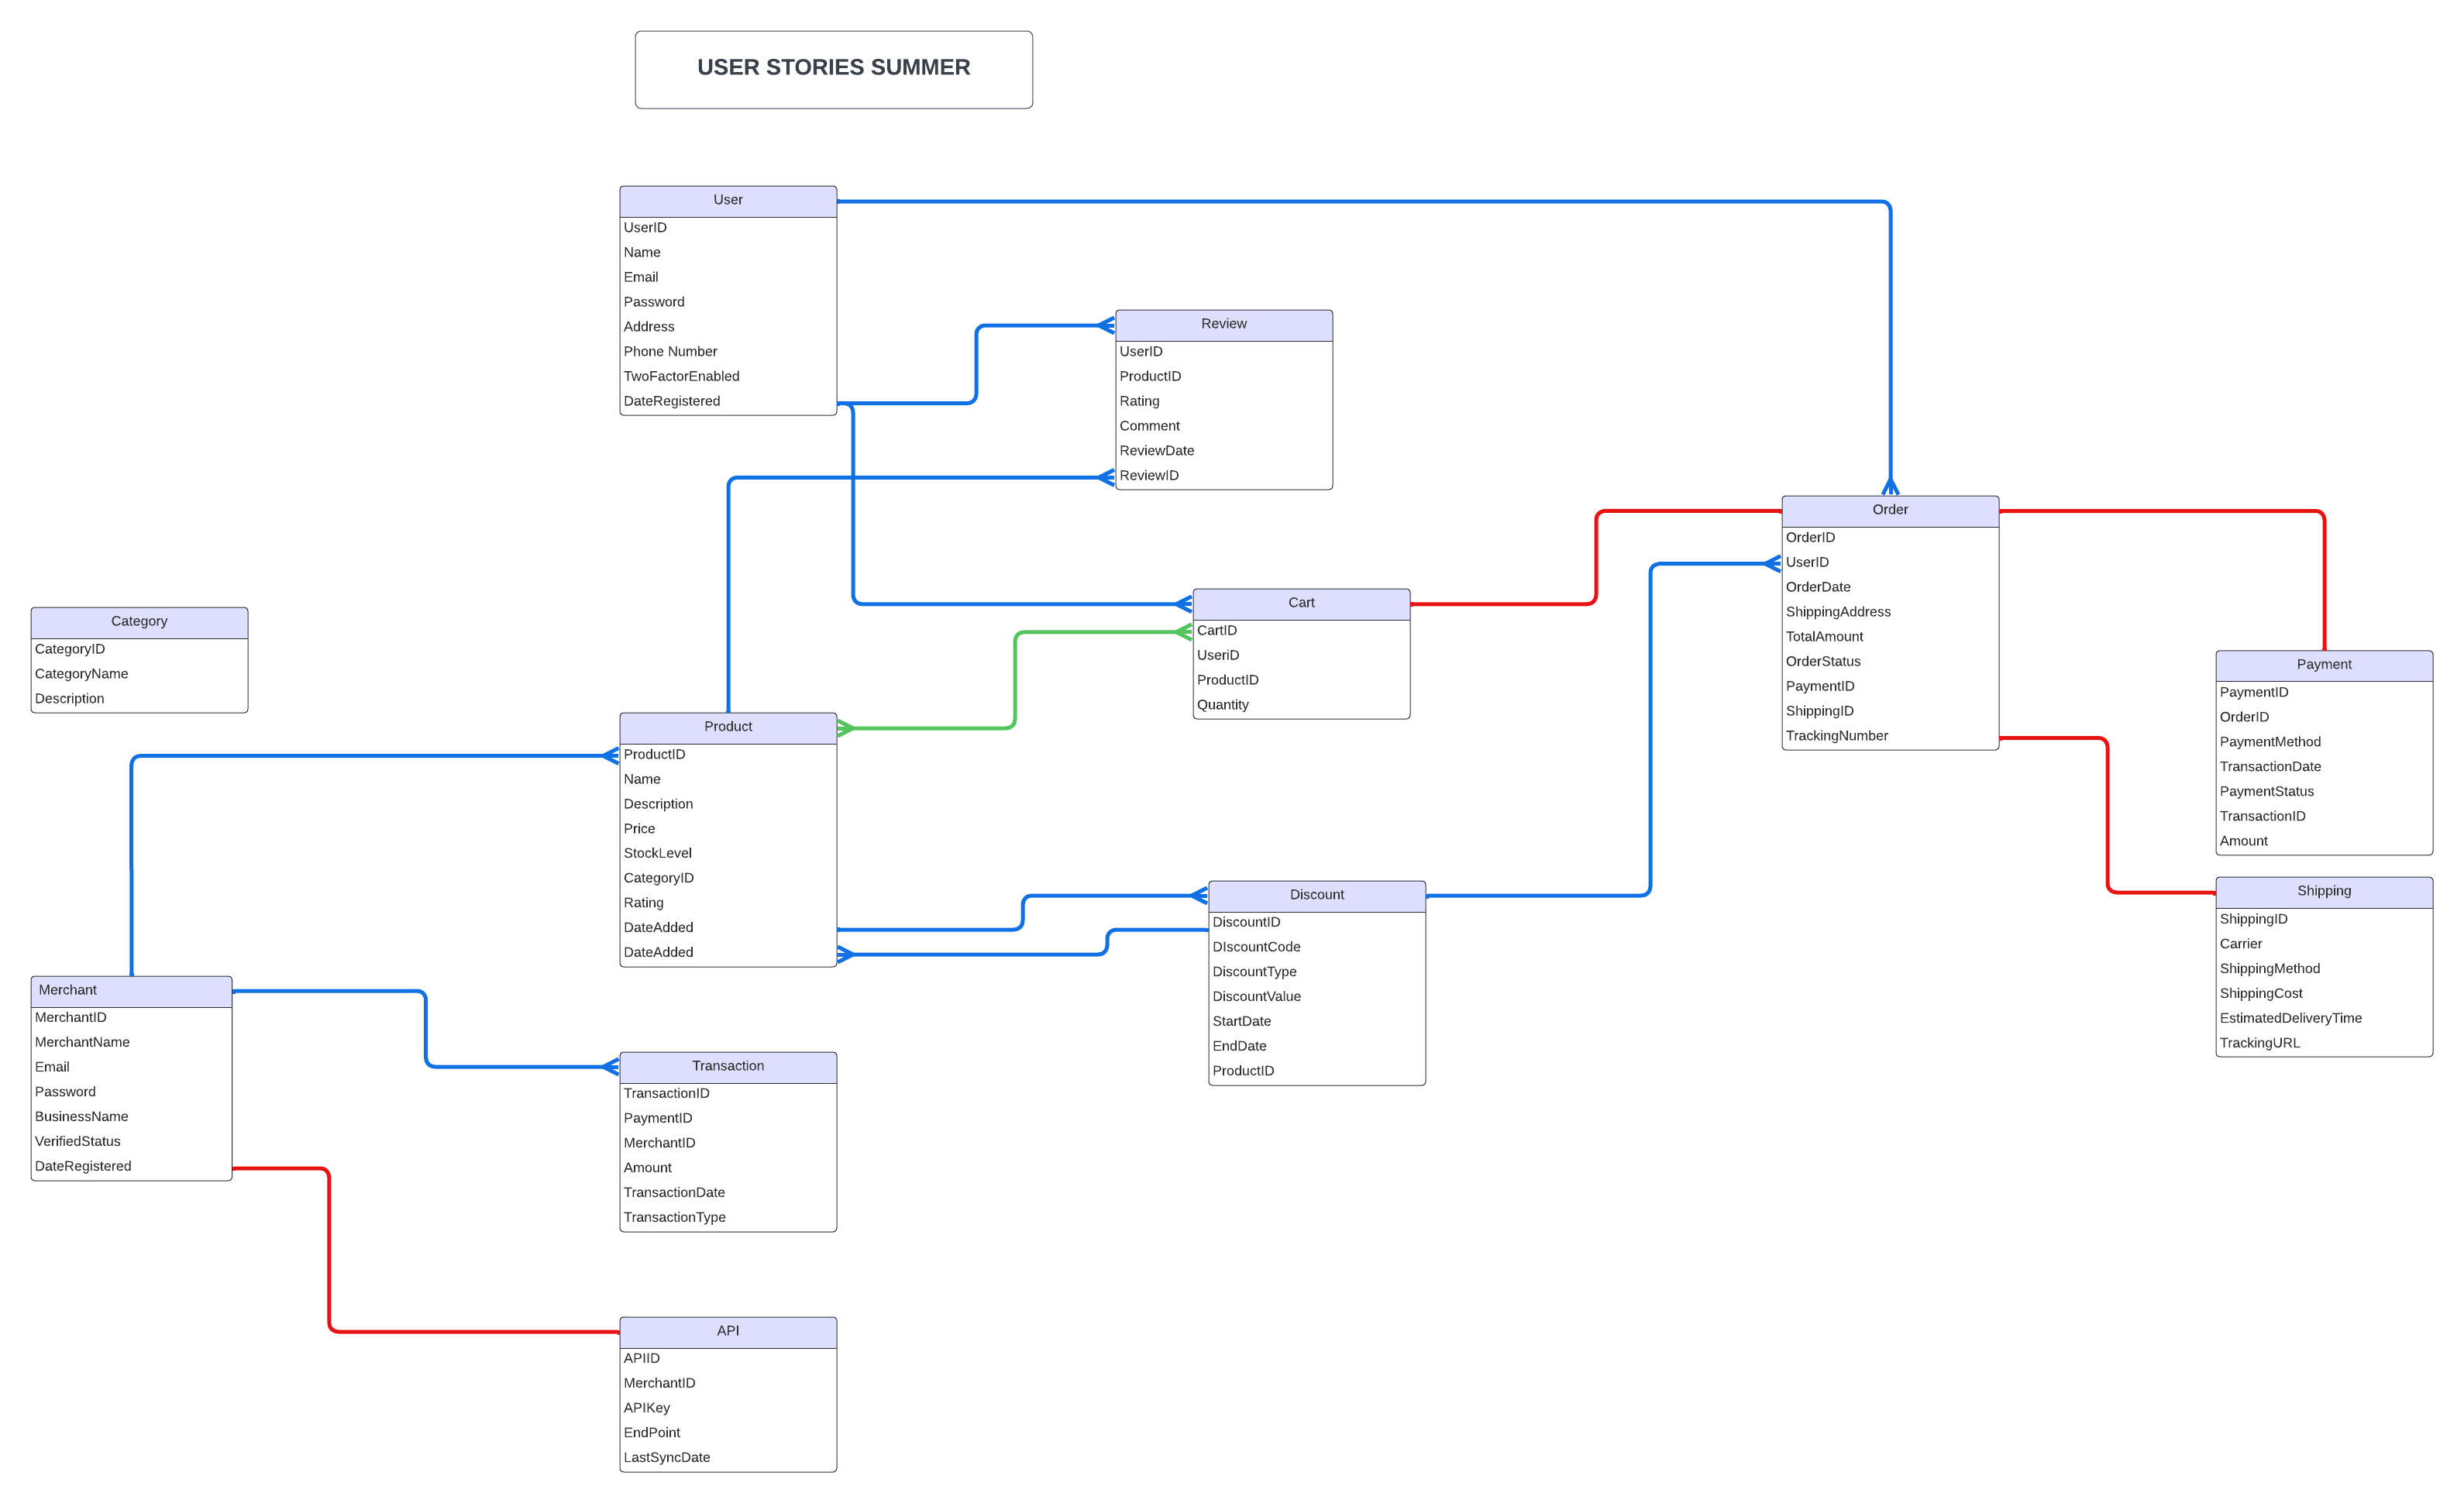 USER STORIES SUMMER
User
UserID
Name
Email
Password
Address
Phone Number
TwoFactorEnabled
DateRegistered
Review
UserID
ProductID
Rating
Comment
ReviewDate
ReviewID
Order
OrderID
UserID
OrderDate
ShippingAddress
TotalAmount
OrderStatus
PaymentID
ShippingID
TrackingNumber
Cart
CartID
UseriD
ProductID
Quantity
Category
CategoryID
CategoryName
Description
Payment
PaymentID
OrderID
PaymentMethod
TransactionDate
PaymentStatus
TransactionID
Amount
Product
ProductID
Name
Description
Price
StockLevel
CategoryID
Rating
DateAdded
DateAdded
Discount
DiscountID
DIscountCode
DiscountType
DiscountValue
StartDate
EndDate
ProductID
Shipping
ShippingID
Carrier
ShippingMethod
ShippingCost
EstimatedDeliveryTime
TrackingURL
Merchant
MerchantID
MerchantName
Email
Password
BusinessName
VerifiedStatus
DateRegistered
Transaction
TransactionID
PaymentID
MerchantID
Amount
TransactionDate
TransactionType
API
APIID
MerchantID
APIKey
EndPoint
LastSyncDate